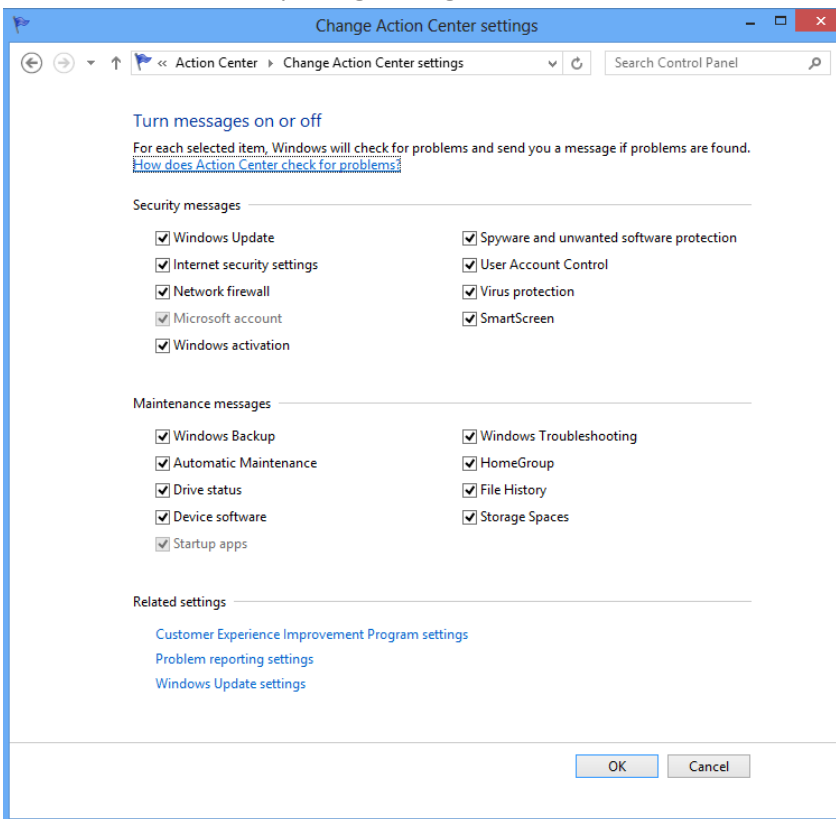 Change Action Center settings
« Action Center ▸ Change Action Center settings
Search Control Panel
Turn messages on or off
For each selected item, Windows will check for problems and send you a message if problems are found.
How does Action Center check for problems?
Security messages
Windows Update
Spyware and unwanted software protection
Internet security settings
User Account Control
Network firewall
Virus protection
Microsoft account
SmartScreen
Windows activation
Maintenance messages
Windows Backup
Windows Troubleshooting
Automatic Maintenance
HomeGroup
Drive status
File History
Device software
Storage Spaces
Startup apps
Related settings
Customer Experience Improvement Program settings
Problem reporting settings
Windows Update settings
OK
Cancel